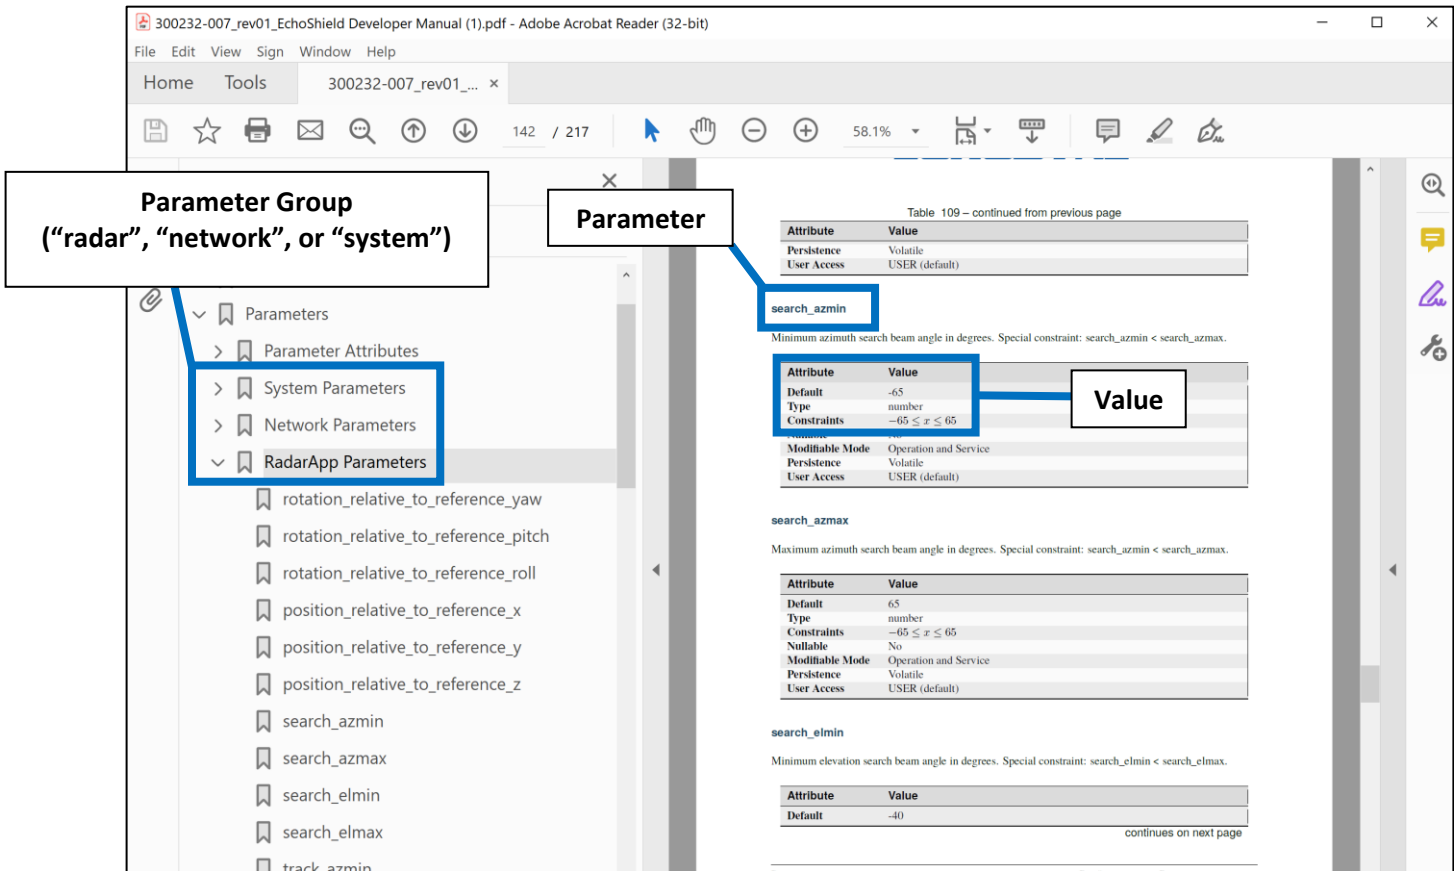 300232-007_rev01_EchoShield Developer Manual (1).pdf - Adobe Acrobat Reader (32-bit)
File Edit View Sign Window Help
Home Tools 300232-007_rev01_... ×
142 / 217 58.1%
Parameter Group
("radar", "network", or "system")
Parameters
Parameter Attributes
System Parameters
Network Parameters
RadarApp Parameters
rotation_relative_to_reference_yaw
rotation_relative_to_reference_pitch
rotation_relative_to_reference_roll
position_relative_to_reference_x
position_relative_to_reference_y
position_relative_to_reference_z
search_azmin
search_azmax
search_elmin
search_elmax
track_azmin
Parameter
Table 109 – continued from previous page
Attribute Value
Persistence Volatile
User Access USER (default)
search_azmin
Minimum azimuth search beam angle in degrees. Special constraint: search_azmin < search_azmax.
Attribute Value
Default -65
Type number
Constraints −65 ≤ x ≤ 65
Nullable No
Modifiable Mode Operation and Service
Persistence Volatile
User Access USER (default)
Value
search_azmax
Maximum azimuth search beam angle in degrees. Special constraint: search_azmin < search_azmax.
Attribute Value
Default 65
Type number
Constraints −65 ≤ x ≤ 65
Nullable No
Modifiable Mode Operation and Service
Persistence Volatile
User Access USER (default)
search_elmin
Minimum elevation search beam angle in degrees. Special constraint: search_elmin < search_elmax.
Attribute Value
Default -40
continues on next page